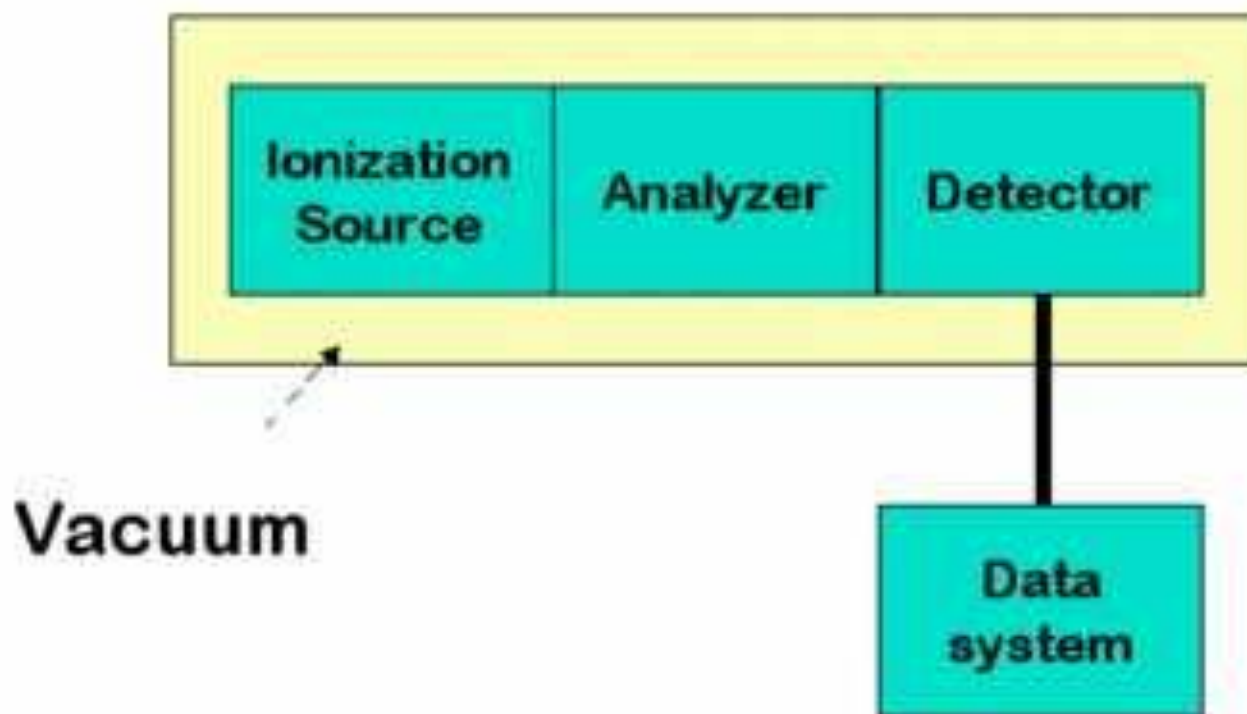 Ionization
Source
Analyzer
Detector
Vacuum
Data
system